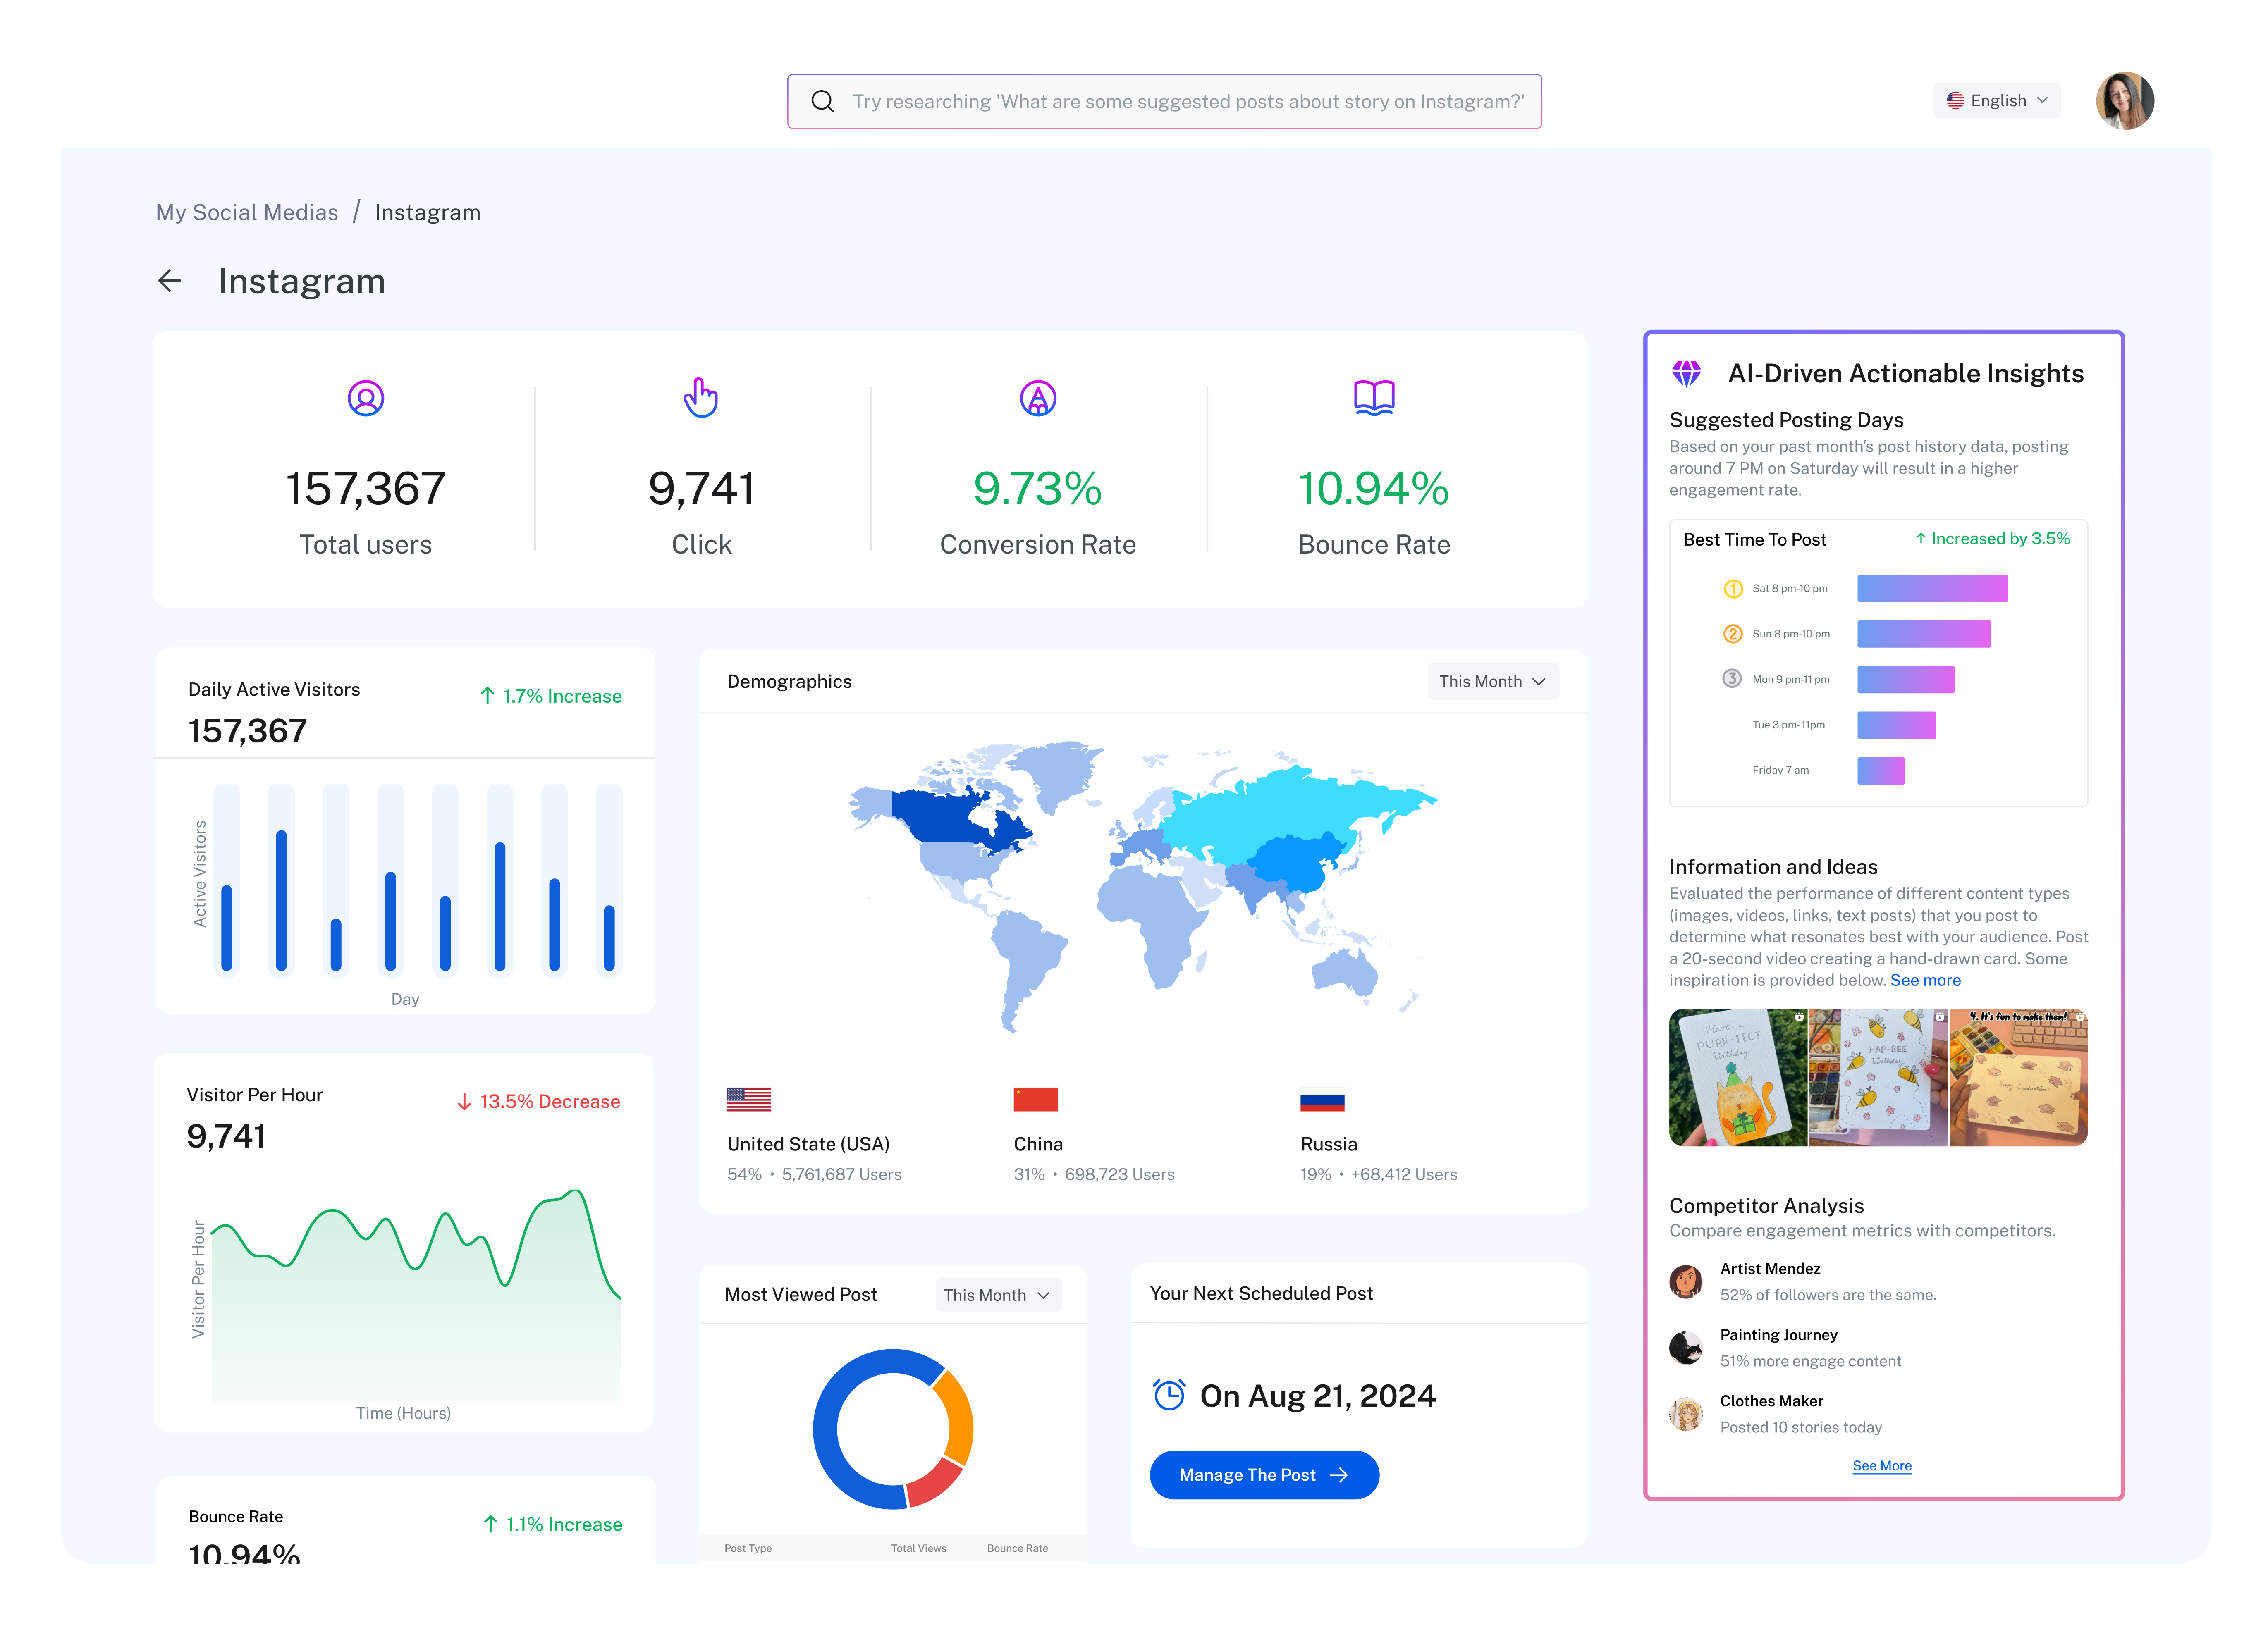 Try researching 'What are some suggested posts about story on Instagram?'
English
My Social Medias / Instagram
Instagram
157,367
Total users
9,741
Click
9.73%
Conversion Rate
10.94%
Bounce Rate
Daily Active Visitors
157,367
1.7% Increase
Active Visitors
Day
Visitor Per Hour
9,741
13.5% Decrease
Visitor Per Hour
Time (Hours)
Bounce Rate
10.94%
1.1% Increase
Demographics
This Month
United State (USA)
54% • 5,761,687 Users
China
31% • 698,723 Users
Russia
19% • +68,412 Users
Most Viewed Post
This Month
Post Type
Total Views
Bounce Rate
Your Next Scheduled Post
On Aug 21, 2024
Manage The Post
AI-Driven Actionable Insights
Suggested Posting Days
Based on your past month's post history data, posting
around 7 PM on Saturday will result in a higher
engagement rate.
Best Time To Post
Increased by 3.5%
1 Sat 8 pm-10 pm
2 Sun 8 pm-10 pm
3 Mon 9 pm-11 pm
Tue 3 pm- 11pm
Friday 7 am
Information and Ideas
Evaluated the performance of different content types
(images, videos, links, text posts) that you post to
determine what resonates best with your audience. Post
a 20-second video creating a hand-drawn card. Some
inspiration is provided below. See more
Have a
PURR-FECT
birthday
HAP-BEE
birthday
4. It's fun to make them!
Happy Graduation!
Competitor Analysis
Compare engagement metrics with competitors.
Artist Mendez
52% of followers are the same.
Painting Journey
51% more engage content
Clothes Maker
Posted 10 stories today
See More